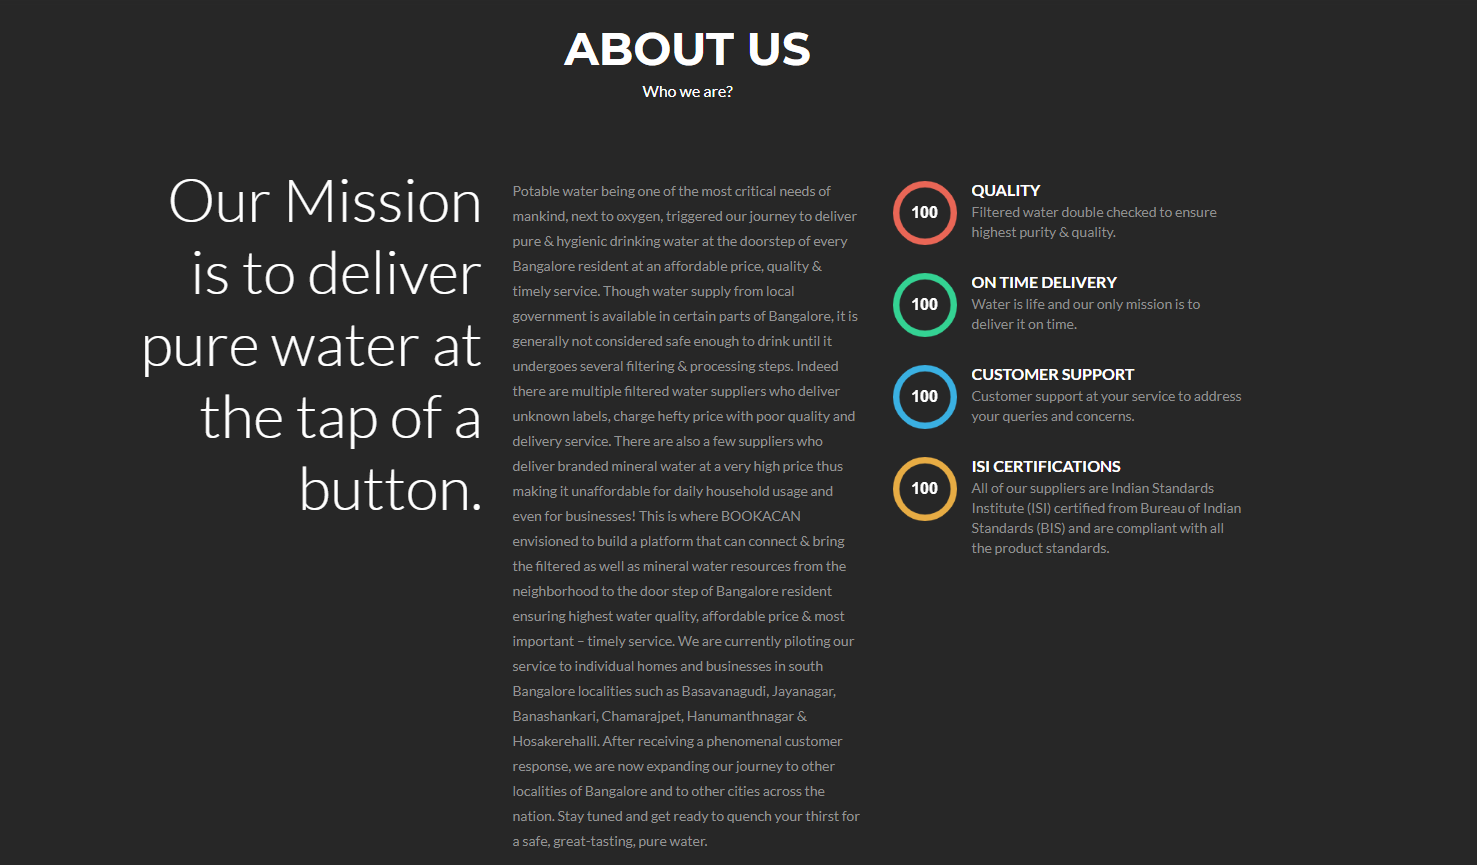 ABOUT US
Who we are?
Our Mission
is to deliver
pure water at
the tap of a
button.
Potable water being one of the most critical needs of
mankind, next to oxygen, triggered our journey to deliver
pure & hygienic drinking water at the doorstep of every
Bangalore resident at an affordable price, quality &
timely service. Though water supply from local
government is available in certain parts of Bangalore, it is
generally not considered safe enough to drink until it
undergoes several filtering & processing steps. Indeed
there are multiple filtered water suppliers who deliver
unknown labels, charge hefty price with poor quality and
delivery service. There are also a few suppliers who
deliver branded mineral water at a very high price thus
making it unaffordable for daily household usage and
even for businesses! This is where BOOKACAN
envisioned to build a platform that can connect & bring
the filtered as well as mineral water resources from the
neighborhood to the door step of Bangalore resident
ensuring highest water quality, affordable price & most
important – timely service. We are currently piloting our
service to individual homes and businesses in south
Bangalore localities such as Basavanagudi, Jayanagar,
Banashankari, Chamarajpet, Hanumanthnagar &
Hosakerehalli. After receiving a phenomenal customer
response, we are now expanding our journey to other
localities of Bangalore and to other cities across the
nation. Stay tuned and get ready to quench your thirst for
a safe, great-tasting, pure water.
100
QUALITY
Filtered water double checked to ensure
highest purity & quality.
100
ON TIME DELIVERY
Water is life and our only mission is to
deliver it on time.
100
CUSTOMER SUPPORT
Customer support at your service to address
your queries and concerns.
100
ISI CERTIFICATIONS
All of our suppliers are Indian Standards
Institute (ISI) certified from Bureau of Indian
Standards (BIS) and are compliant with all
the product standards.